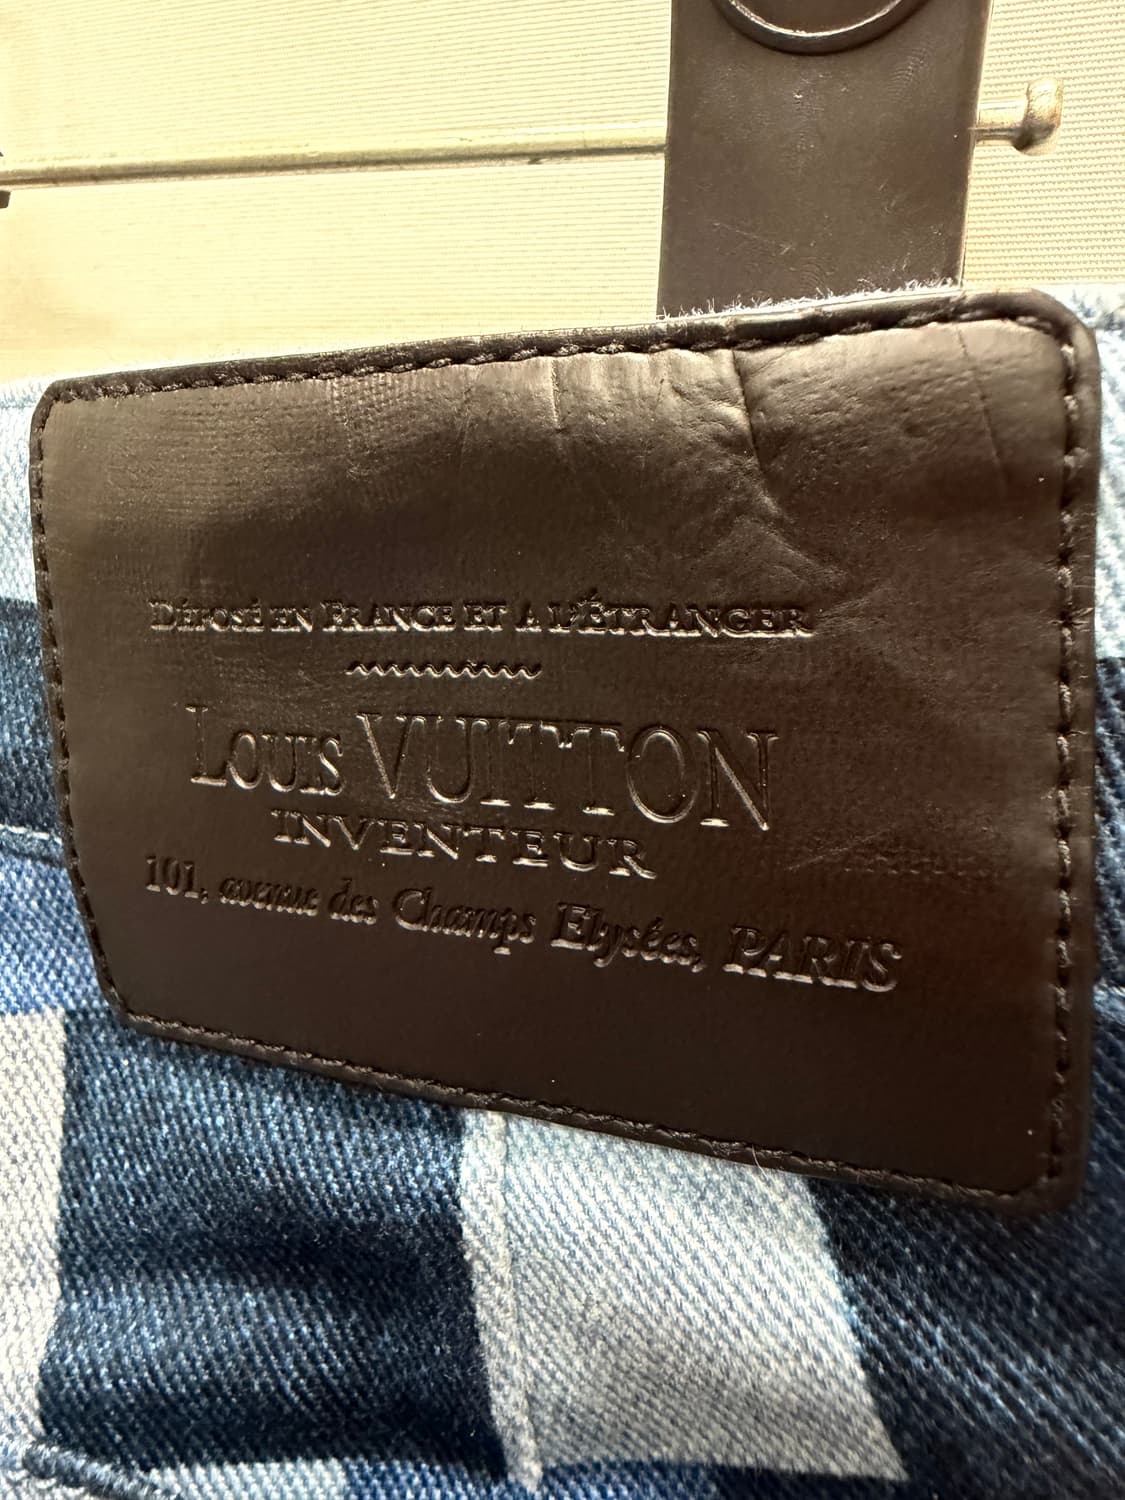 DÉPOSÉ EN FRANCE ET A L'ÉTRANGER
LOUIS VUITTON
INVENTEUR
101, avenue des Champs Elysées, PARIS